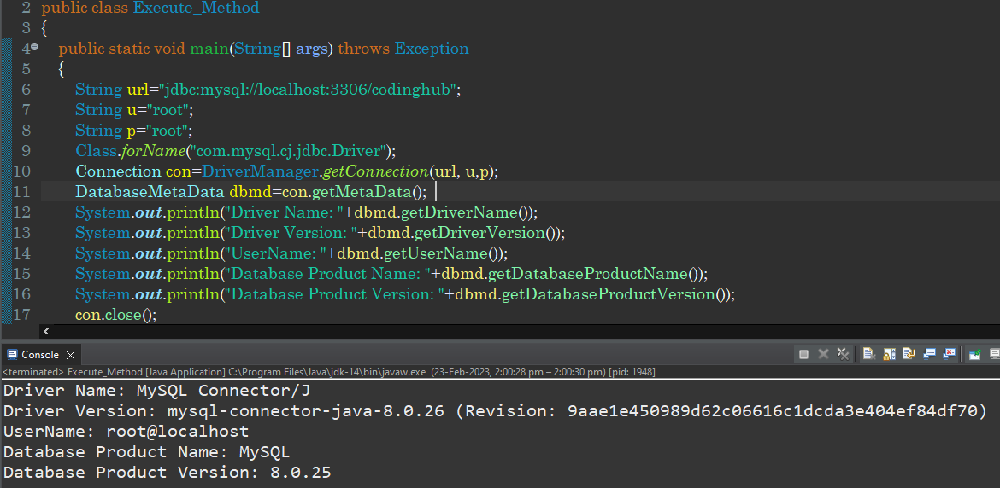 2 public class Execute_Method
3 {
4 public static void main(String[] args) throws Exception
5 {
6 String url="jdbc:mysql://localhost:3306/codinghub";
7 String u="root";
8 String p="root";
9 Class.forName("com.mysql.cj.jdbc.Driver");
10 Connection con=DriverManager.getConnection(url, u,p);
11 DatabaseMetaData dbmd=con.getMetaData();
12 System.out.println("Driver Name: "+dbmd.getDriverName());
13 System.out.println("Driver Version: "+dbmd.getDriverVersion());
14 System.out.println("UserName: "+dbmd.getUserName());
15 System.out.println("Database Product Name: "+dbmd.getDatabaseProductName());
16 System.out.println("Database Product Version: "+dbmd.getDatabaseProductVersion());
17 con.close();
Console
<terminated> Execute_Method [Java Application] C:\Program Files\Java\jdk-14\bin\javaw.exe (23-Feb-2023, 2:00:28 pm – 2:00:30 pm) [pid: 1948]
Driver Name: MySQL Connector/J
Driver Version: mysql-connector-java-8.0.26 (Revision: 9aae1e450989d62c06616c1dcda3e404ef84df70)
UserName: root@localhost
Database Product Name: MySQL
Database Product Version: 8.0.25